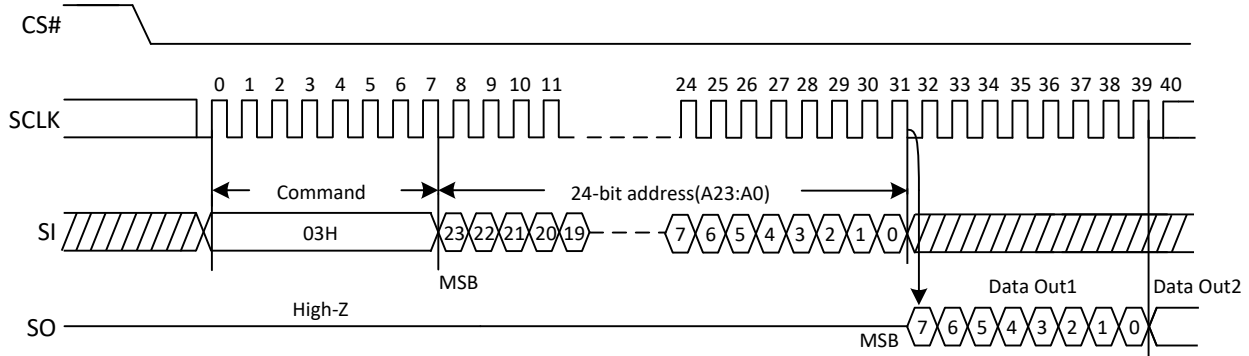 CS#
0 1 2 3 4 5 6 7 8 9 10 11 24 25 26 27 28 29 30 31 32 33 34 35 36 37 38 39 40
SCLK
Command 24-bit address(A23:A0)
SI 03H 23 22 21 20 19 7 6 5 4 3 2 1 0
MSB
High-Z Data Out1 Data Out2
SO 7 6 5 4 3 2 1 0
MSB